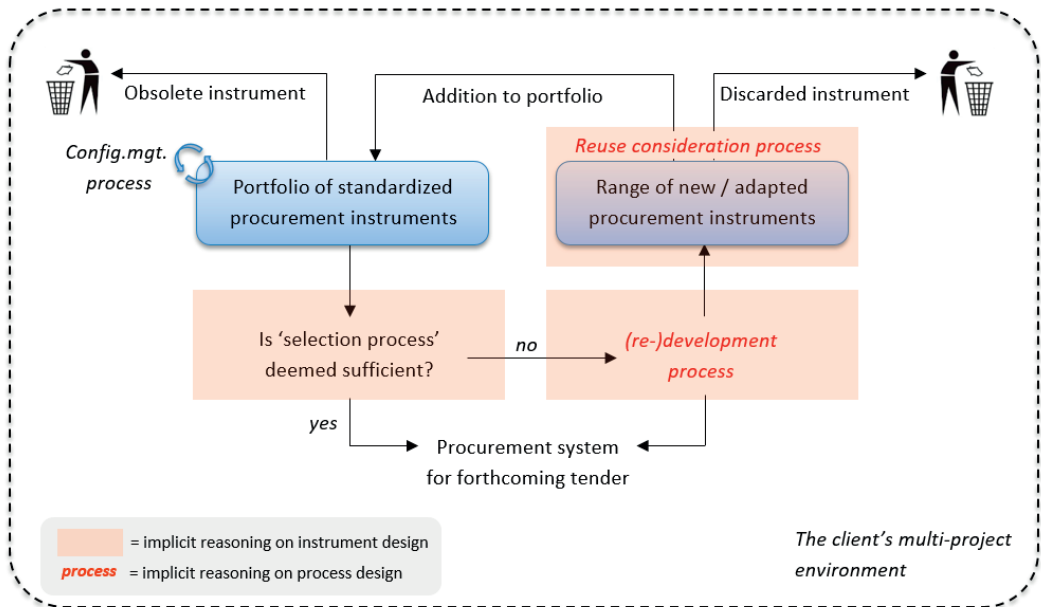 Obsolete instrument
Addition to portfolio
Discarded instrument
Config.mgt.
process
Reuse consideration process
Portfolio of standardized
procurement instruments
Range of new / adapted
procurement instruments
Is ‘selection process’
deemed sufficient?
no
(re-)development
process
yes
Procurement system
for forthcoming tender
= implicit reasoning on instrument design
process = implicit reasoning on process design
The client’s multi-project
environment